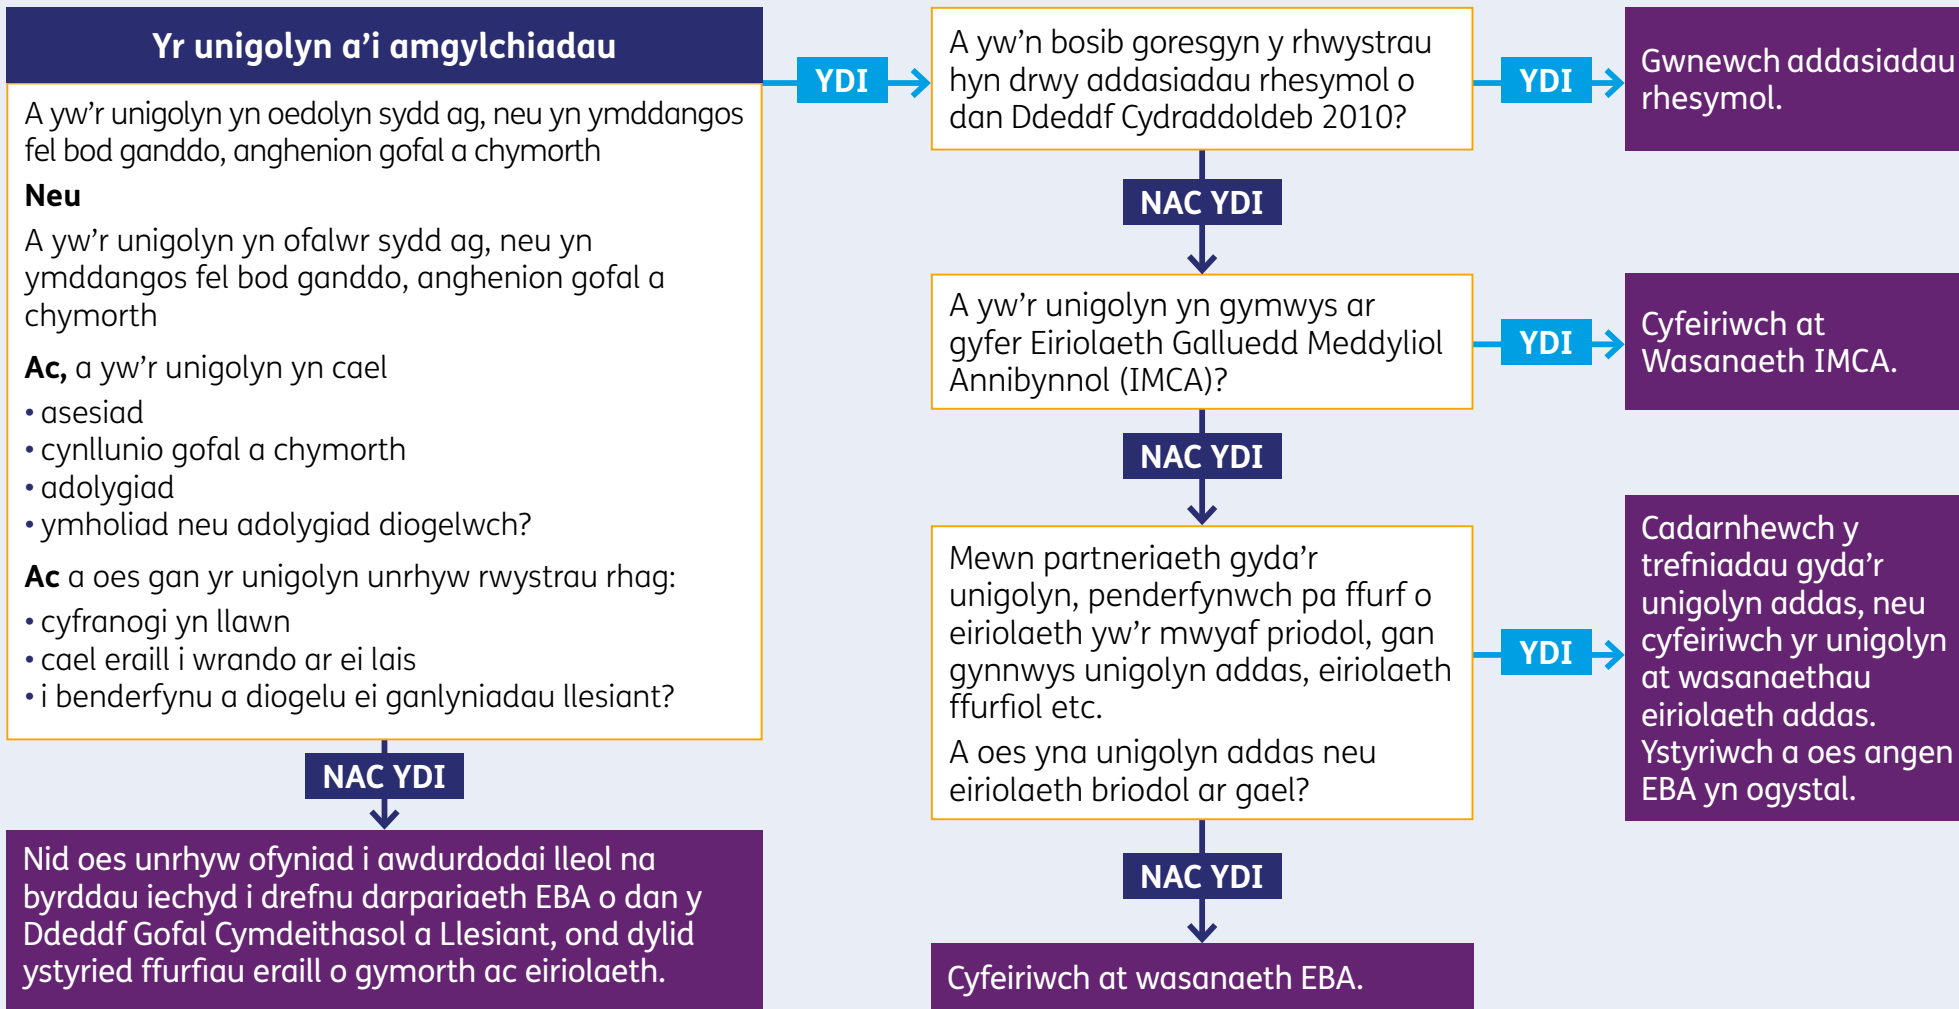 Yr unigolyn a'i amgylchiadau
A yw'r unigolyn yn oedolyn sydd ag, neu yn ymddangos
fel bod ganddo, anghenion gofal a chymorth
Neu
A yw'r unigolyn yn ofalwr sydd ag, neu yn
ymddangos fel bod ganddo, anghenion gofal a
chymorth
Ac, a yw'r unigolyn yn cael
• asesiad
• cynllunio gofal a chymorth
• adolygiad
• ymholiad neu adolygiad diogelwch?
Ac a oes gan yr unigolyn unrhyw rwystrau rhag:
• cyfranogi yn llawn
• cael eraill i wrando ar ei lais
• i benderfynu a diogelu ei ganlyniadau llesiant?
NAC YDI
Nid oes unrhyw ofyniad i awdurdodai lleol na
byrddau iechyd i drefnu darpariaeth EBA o dan y
Ddeddf Gofal Cymdeithasol a Llesiant, ond dylid
ystyried ffurfiau eraill o gymorth ac eiriolaeth.
YDI
A yw'n bosib goresgyn y rhwystrau
hyn drwy addasiadau rhesymol o
dan Ddeddf Cydraddoldeb 2010?
YDI
Gwnewch addasiadau
rhesymol.
NAC YDI
A yw'r unigolyn yn gymwys ar
gyfer Eiriolaeth Galluedd Meddyliol
Annibynnol (IMCA)?
YDI
Cyfeiriwch at
Wasanaeth IMCA.
NAC YDI
Mewn partneriaeth gyda'r
unigolyn, penderfynwch pa ffurf o
eiriolaeth yw'r mwyaf priodol, gan
gynnwys unigolyn addas, eiriolaeth
ffurfiol etc.
A oes yna unigolyn addas neu
eiriolaeth briodol ar gael?
YDI
Cadarnhewch y
trefniadau gyda'r
unigolyn addas, neu
cyfeiriwch yr unigolyn
at wasanaethau
eiriolaeth addas.
Ystyriwch a oes angen
EBA yn ogystal.
NAC YDI
Cyfeiriwch at wasanaeth EBA.